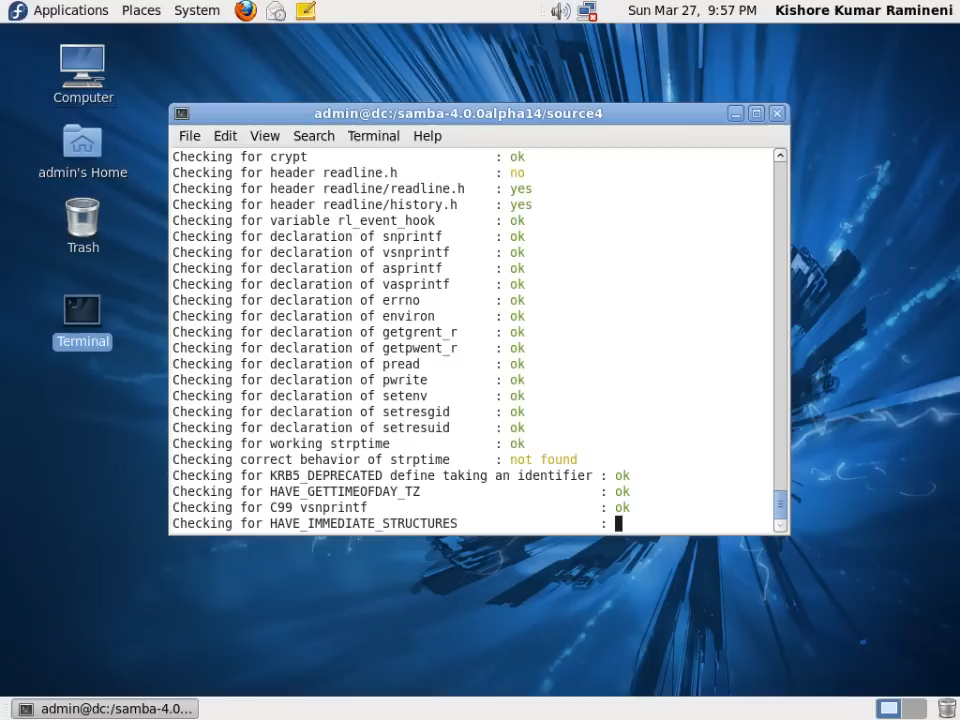 Applications Places System Sun Mar 27, 9:57 PM Kishore Kumar Ramineni
Computer
admin's Home
Trash
Terminal
admin@dc:/samba-4.0.0alpha14/source4
File Edit View Search Terminal Help
Checking for crypt : ok
Checking for header readline.h : no
Checking for header readline/readline.h : yes
Checking for header readline/history.h : yes
Checking for variable rl_event_hook : ok
Checking for declaration of snprintf : ok
Checking for declaration of vsnprintf : ok
Checking for declaration of asprintf : ok
Checking for declaration of vasprintf : ok
Checking for declaration of errno : ok
Checking for declaration of environ : ok
Checking for declaration of getgrent_r : ok
Checking for declaration of getpwent_r : ok
Checking for declaration of pread : ok
Checking for declaration of pwrite : ok
Checking for declaration of setenv : ok
Checking for declaration of setresgid : ok
Checking for declaration of setresuid : ok
Checking for working strptime : ok
Checking correct behavior of strptime : not found
Checking for KRB5_DEPRECATED define taking an identifier : ok
Checking for HAVE_GETTIMEOFDAY_TZ : ok
Checking for C99 vsnprintf : ok
Checking for HAVE_IMMEDIATE_STRUCTURES :
admin@dc:/samba-4.0...